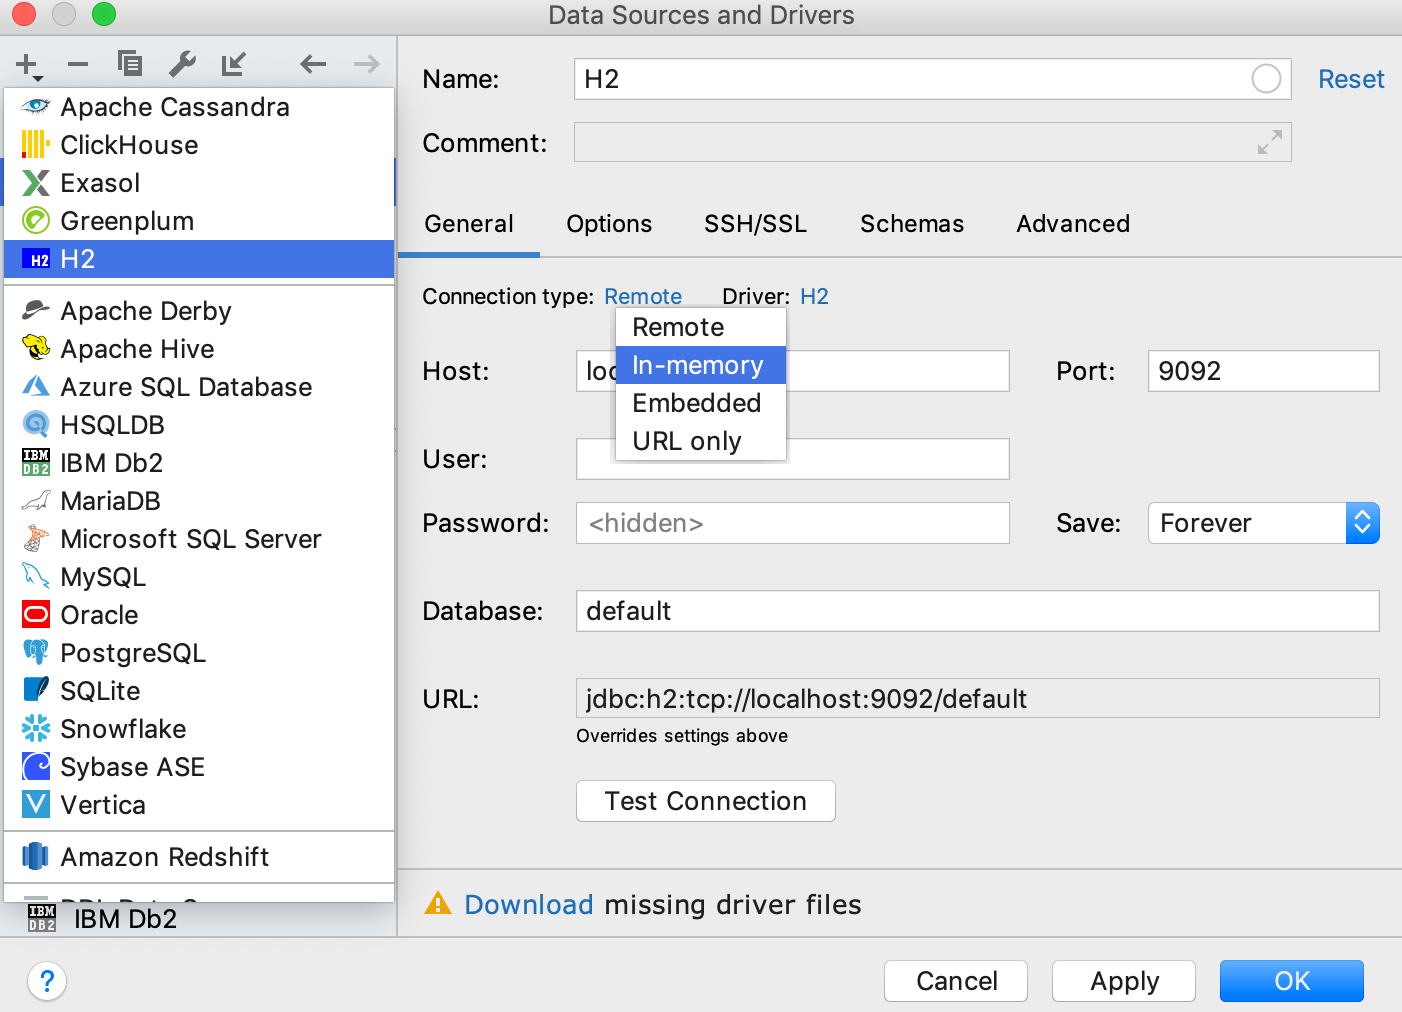 Data Sources and Drivers
Apache Cassandra
ClickHouse
Exasol
Greenplum
H2 H2
Apache Derby
Apache Hive
Azure SQL Database
HSQLDB
IBM DB2 IBM Db2
MariaDB
Microsoft SQL Server
MySQL
Oracle
PostgreSQL
SQLite
Snowflake
Sybase ASE
Vertica
Amazon Redshift
IBM DB2 IBM Db2
Name: H2 Reset
Comment:
General Options SSH/SSL Schemas Advanced
Connection type: Remote Driver: H2
Remote
In-memory
Embedded
URL only
Host: loc Port: 9092
User:
Password: <hidden> Save: Forever
Database: default
URL: jdbc:h2:tcp://localhost:9092/default
Overrides settings above
Test Connection
Download missing driver files
? Cancel Apply OK